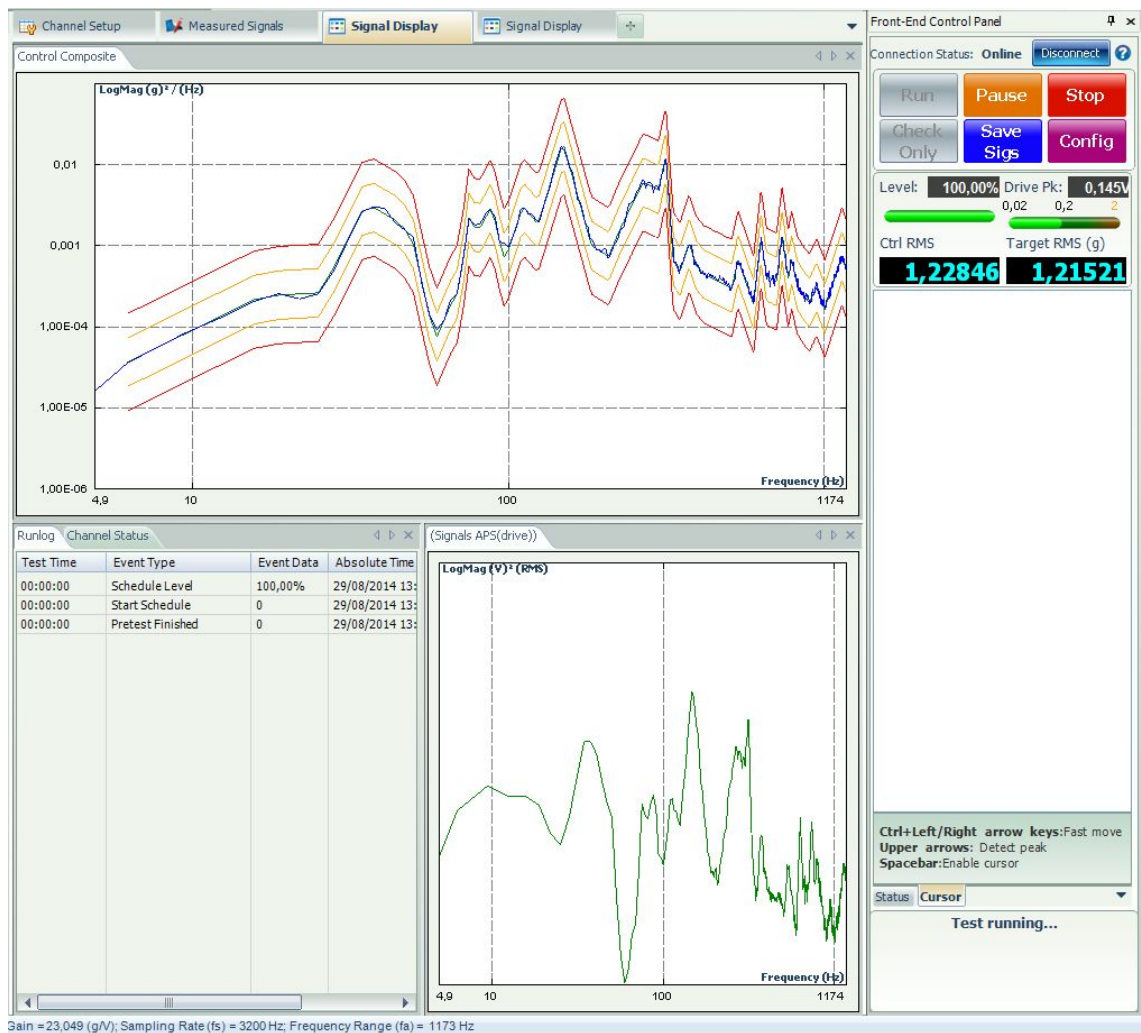 Channel Setup Measured Signals Signal Display Signal Display
Control Composite
LogMag (g)² / (Hz)
0,01
0,001
1,00E-04
1,00E-05
1,00E-06
Frequency (Hz)
4,9 10 100 1174
Runlog Channel Status
Test Time Event Type Event Data Absolute Time
00:00:00 Schedule Level 100,00% 29/08/2014 13:
00:00:00 Start Schedule 0 29/08/2014 13:
00:00:00 Pretest Finished 0 29/08/2014 13:
(Signals APS(drive))
LogMag (V)² (RMS)
Frequency (Hz)
4,9 10 100 1174
Front-End Control Panel
Connection Status: Online Disconnect ?
Run Pause Stop
Check Only Save Sigs Config
Level: 100,00% Drive Pk: 0,145V
0,02 0,2 2
Ctrl RMS Target RMS (g)
1,22846 1,21521
Ctrl+Left/Right arrow keys:Fast move
Upper arrows: Detect peak
Spacebar:Enable cursor
Status Cursor
Test running...
Gain =23,049 (g/V); Sampling Rate (fs) = 3200 Hz; Frequency Range (fa) = 1173 Hz